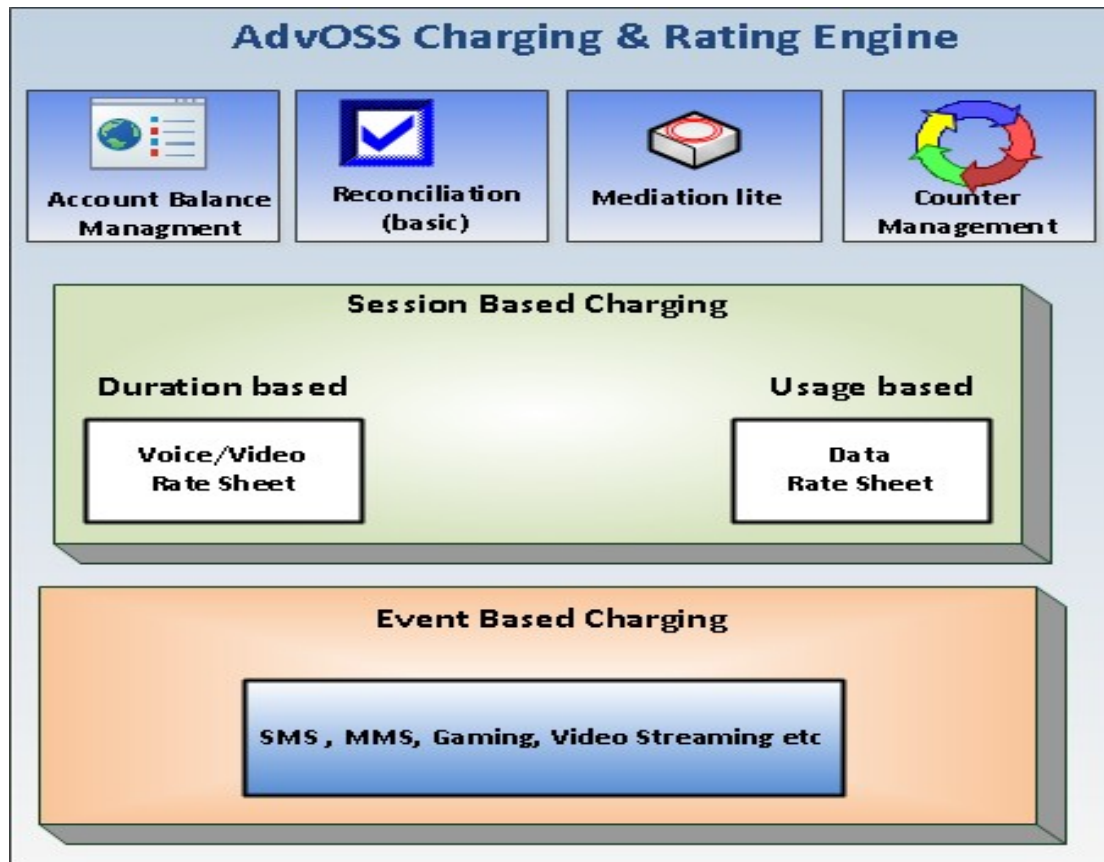 AdvOSS Charging & Rating Engine
Account Balance
Managment
Reconciliation
(basic)
Mediation lite
Counter
Management
Session Based Charging
Duration based
Usage based
Voice/Video
Rate Sheet
Data
Rate Sheet
Event Based Charging
SMS , MMS, Gaming, Video Streaming etc